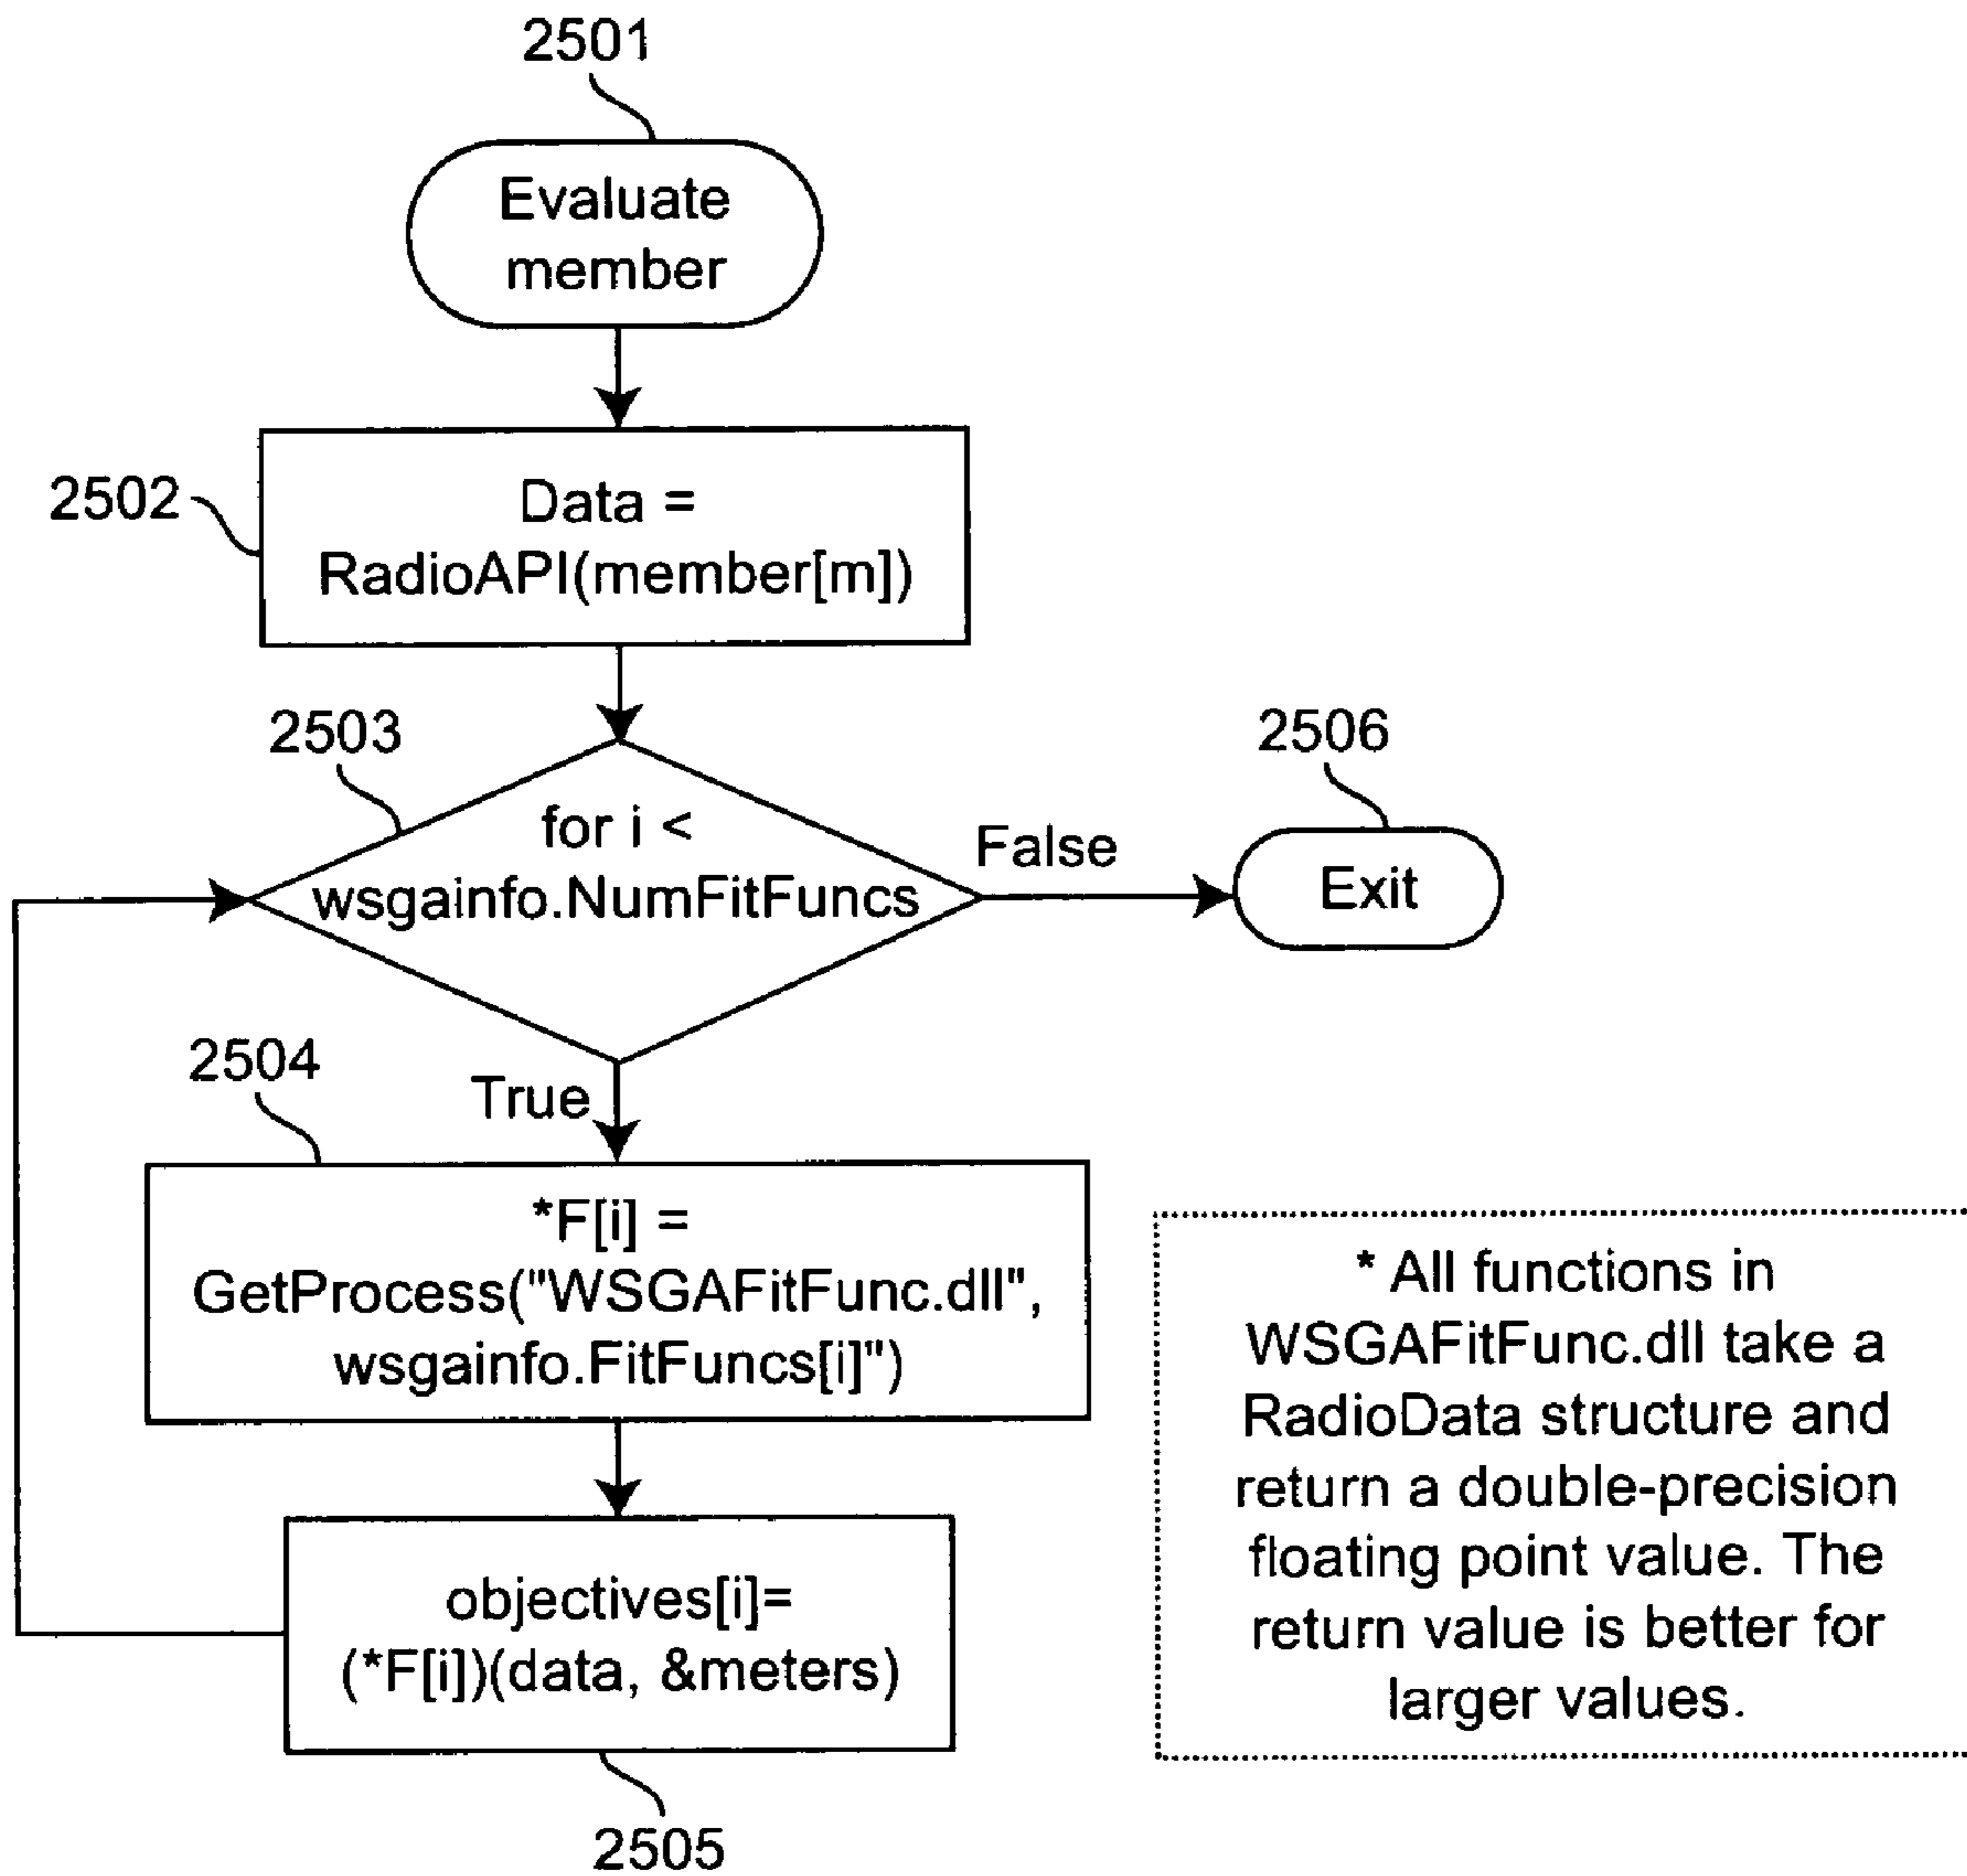 2501
Evaluate
member
2502
Data =
RadioAPI(member[m])
2503
for i <
wsgainfo.NumFitFuncs
False
2506
Exit
2504
True
*F[i] =
GetProcess("WSGAFitFunc.dll",
wsgainfo.FitFuncs[i]")
objectives[i]=
(*F[i])(data, &meters)
2505
* All functions in
WSGAFitFunc.dll take a
RadioData structure and
return a double-precision
floating point value. The
return value is better for
larger values.